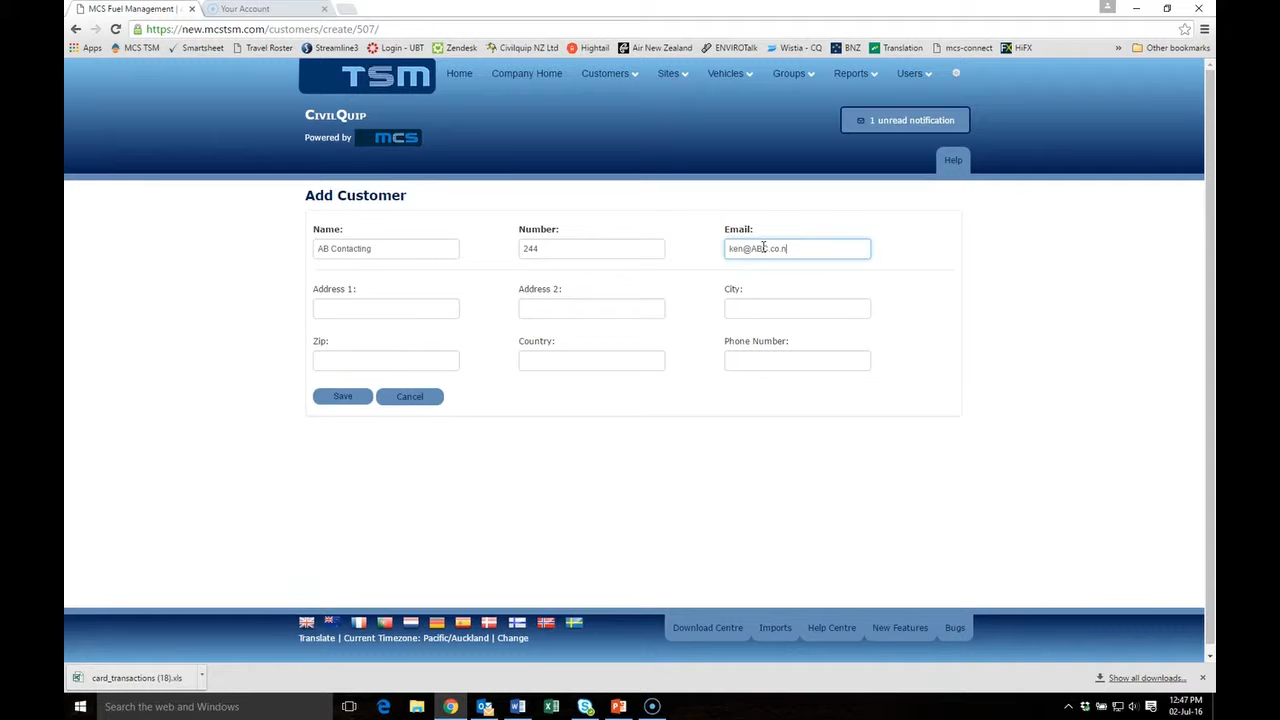 MCS Fuel Management |
Your Account
https://new.mcstsm.com/customers/create/507/
Apps MCS TSM Smartsheet Travel Roster Streamline3 Login - UBT Zendesk Civilquip NZ Ltd Hightail Air New Zealand ENVIROTalk Wistia - CQ BNZ Translation mcs-connect FX HiFX » Other bookmarks
TSM
Home Company Home Customers Sites Vehicles Groups Reports Users
CivilQuip
Powered by MCS
1 unread notification
Help
Add Customer
Name: Number: Email:
AB Contacting 244 ken@ABC.co.n
Address 1: Address 2: City:
Zip: Country: Phone Number:
Save Cancel
Translate | Current Timezone: Pacific/Auckland | Change
Download Centre Imports Help Centre New Features Bugs
card_transactions (18).xls
Show all downloads...
Search the web and Windows
12:47 PM
02-Jul-16